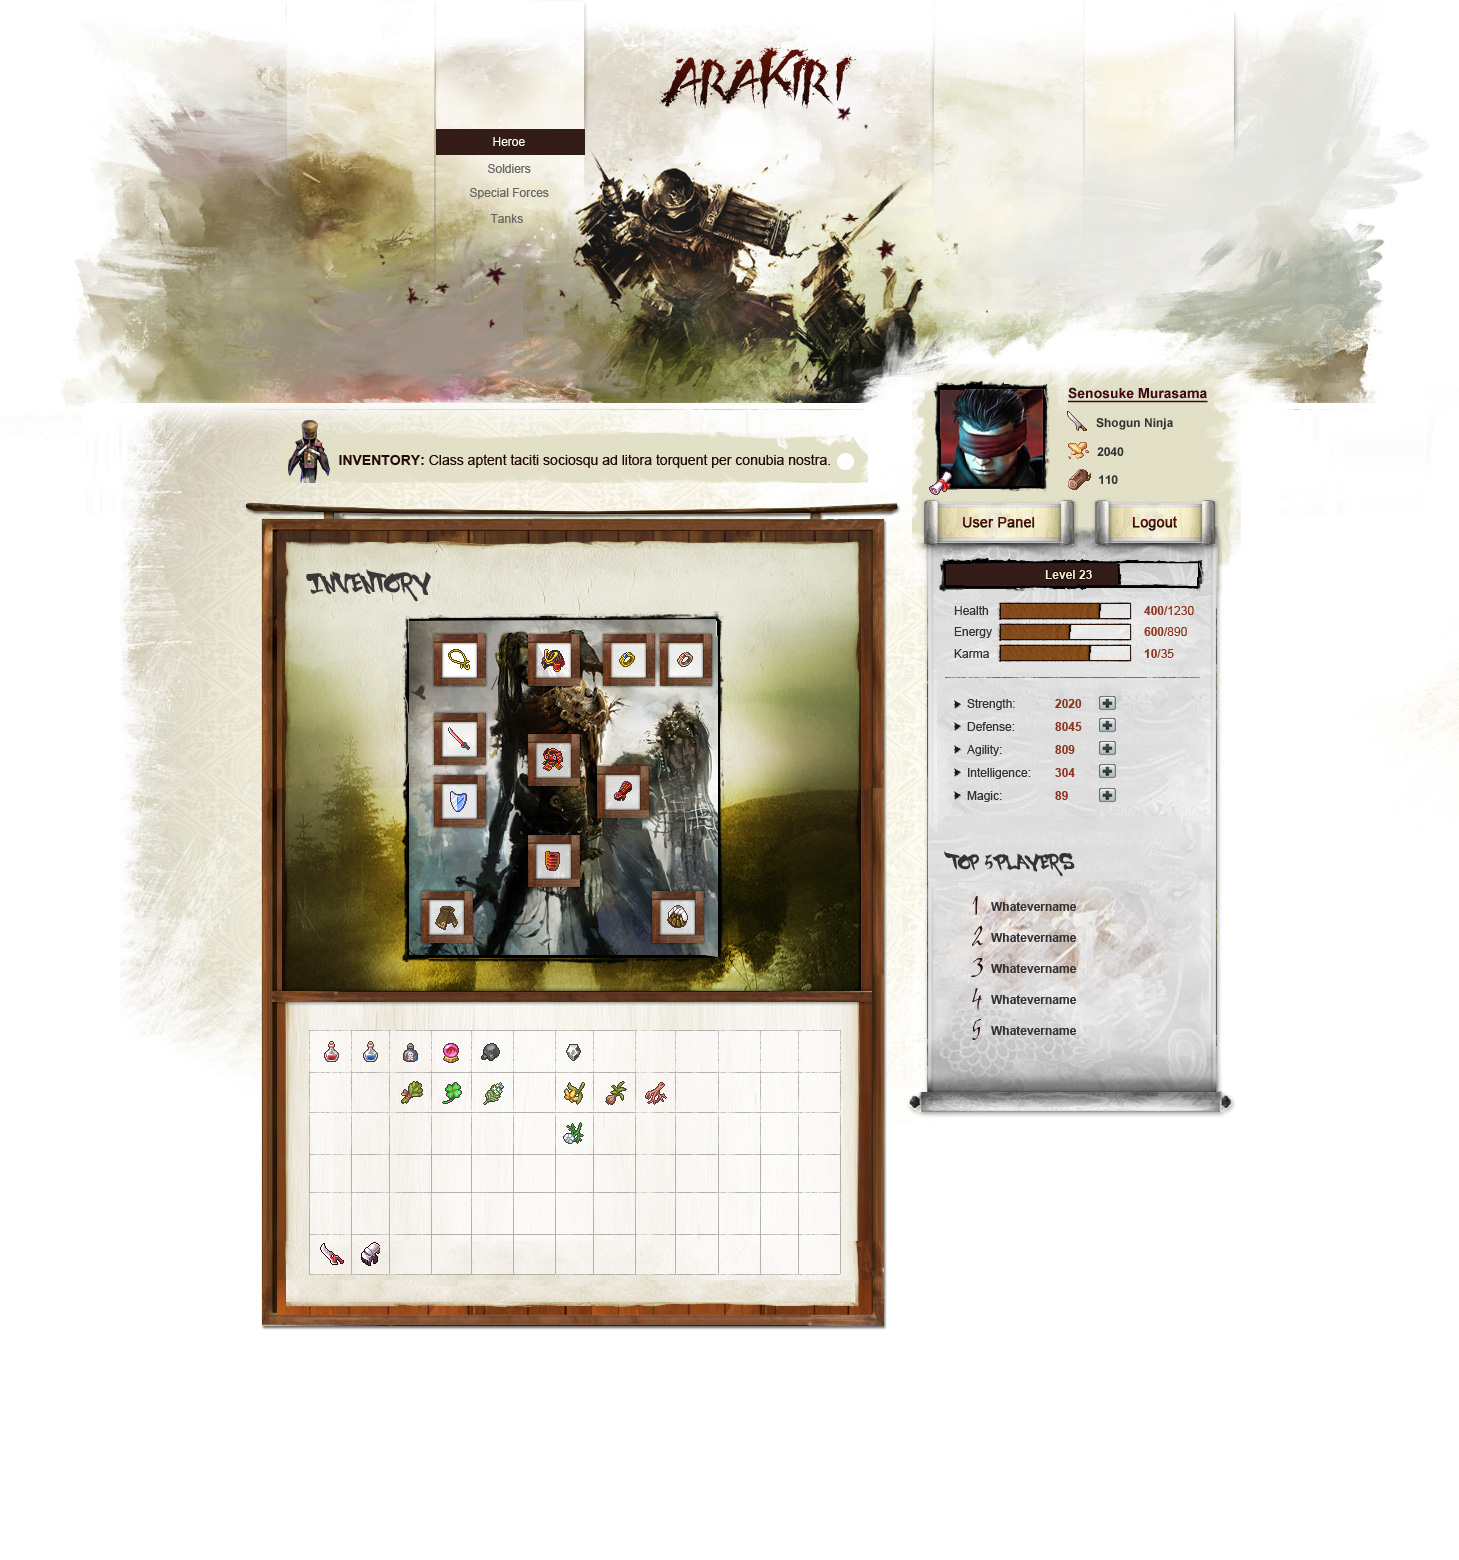 ARAKIRI
Heroe
Soldiers
Special Forces
Tanks
Senosuke Murasama
Shogun Ninja
2040
110
INVENTORY: Class aptent taciti sociosqu ad litora torquent per conubia nostra.
User Panel
Logout
INVENTORY
Level 23
Health 400/1230
Energy 600/890
Karma 10/35
Strength: 2020
Defense: 8045
Agility: 809
Intelligence: 304
Magic: 89
TOP 5 PLAYERS
1 Whatevername
2 Whatevername
3 Whatevername
4 Whatevername
5 Whatevername